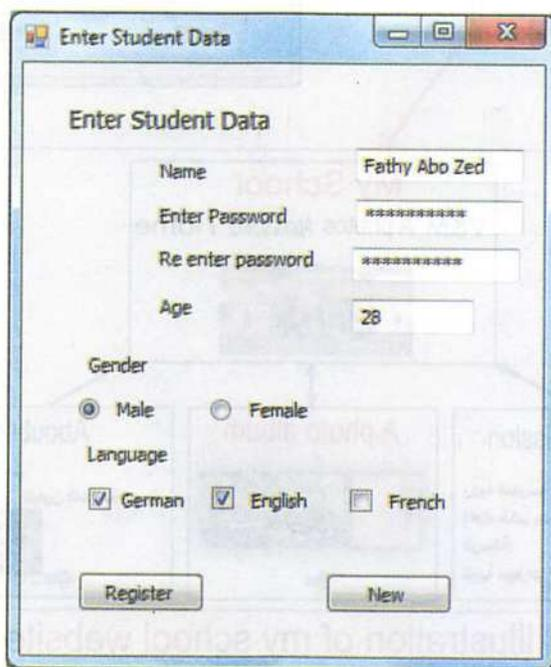 Enter Student Data
Enter Student Data
Name Fathy Abo Zed
Enter Password **********
Re enter password **********
Age 28
Gender
Male Female
Language
German English French
Register New